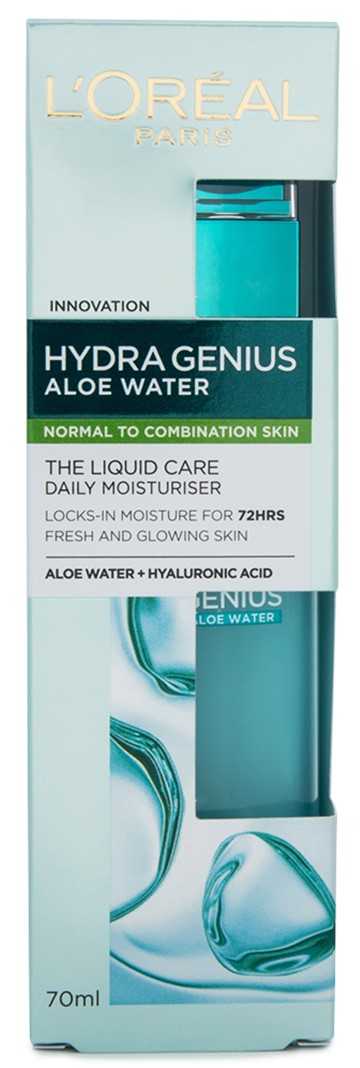 L'ORÉAL
PARIS
INNOVATION
HYDRA GENIUS
ALOE WATER
NORMAL TO COMBINATION SKIN
THE LIQUID CARE
DAILY MOISTURISER
LOCKS-IN MOISTURE FOR 72HRS
FRESH AND GLOWING SKIN
ALOE WATER + HYALURONIC ACID
GENIUS
ALOE WATER
70ml